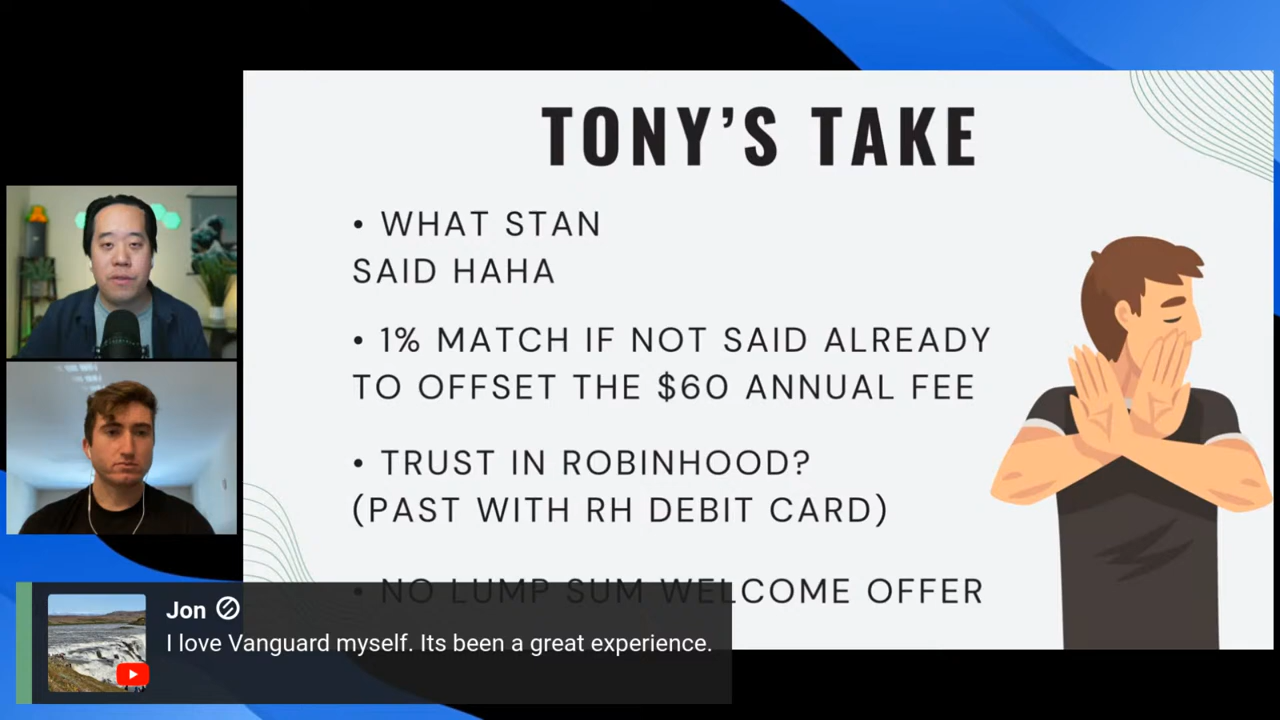 TONY'S TAKE
• WHAT STAN
SAID HAHA
• 1% MATCH IF NOT SAID ALREADY
TO OFFSET THE $60 ANNUAL FEE
• TRUST IN ROBINHOOD?
(PAST WITH RH DEBIT CARD)
• NO LUMP SUM WELCOME OFFER
Jon
I love Vanguard myself. Its been a great experience.